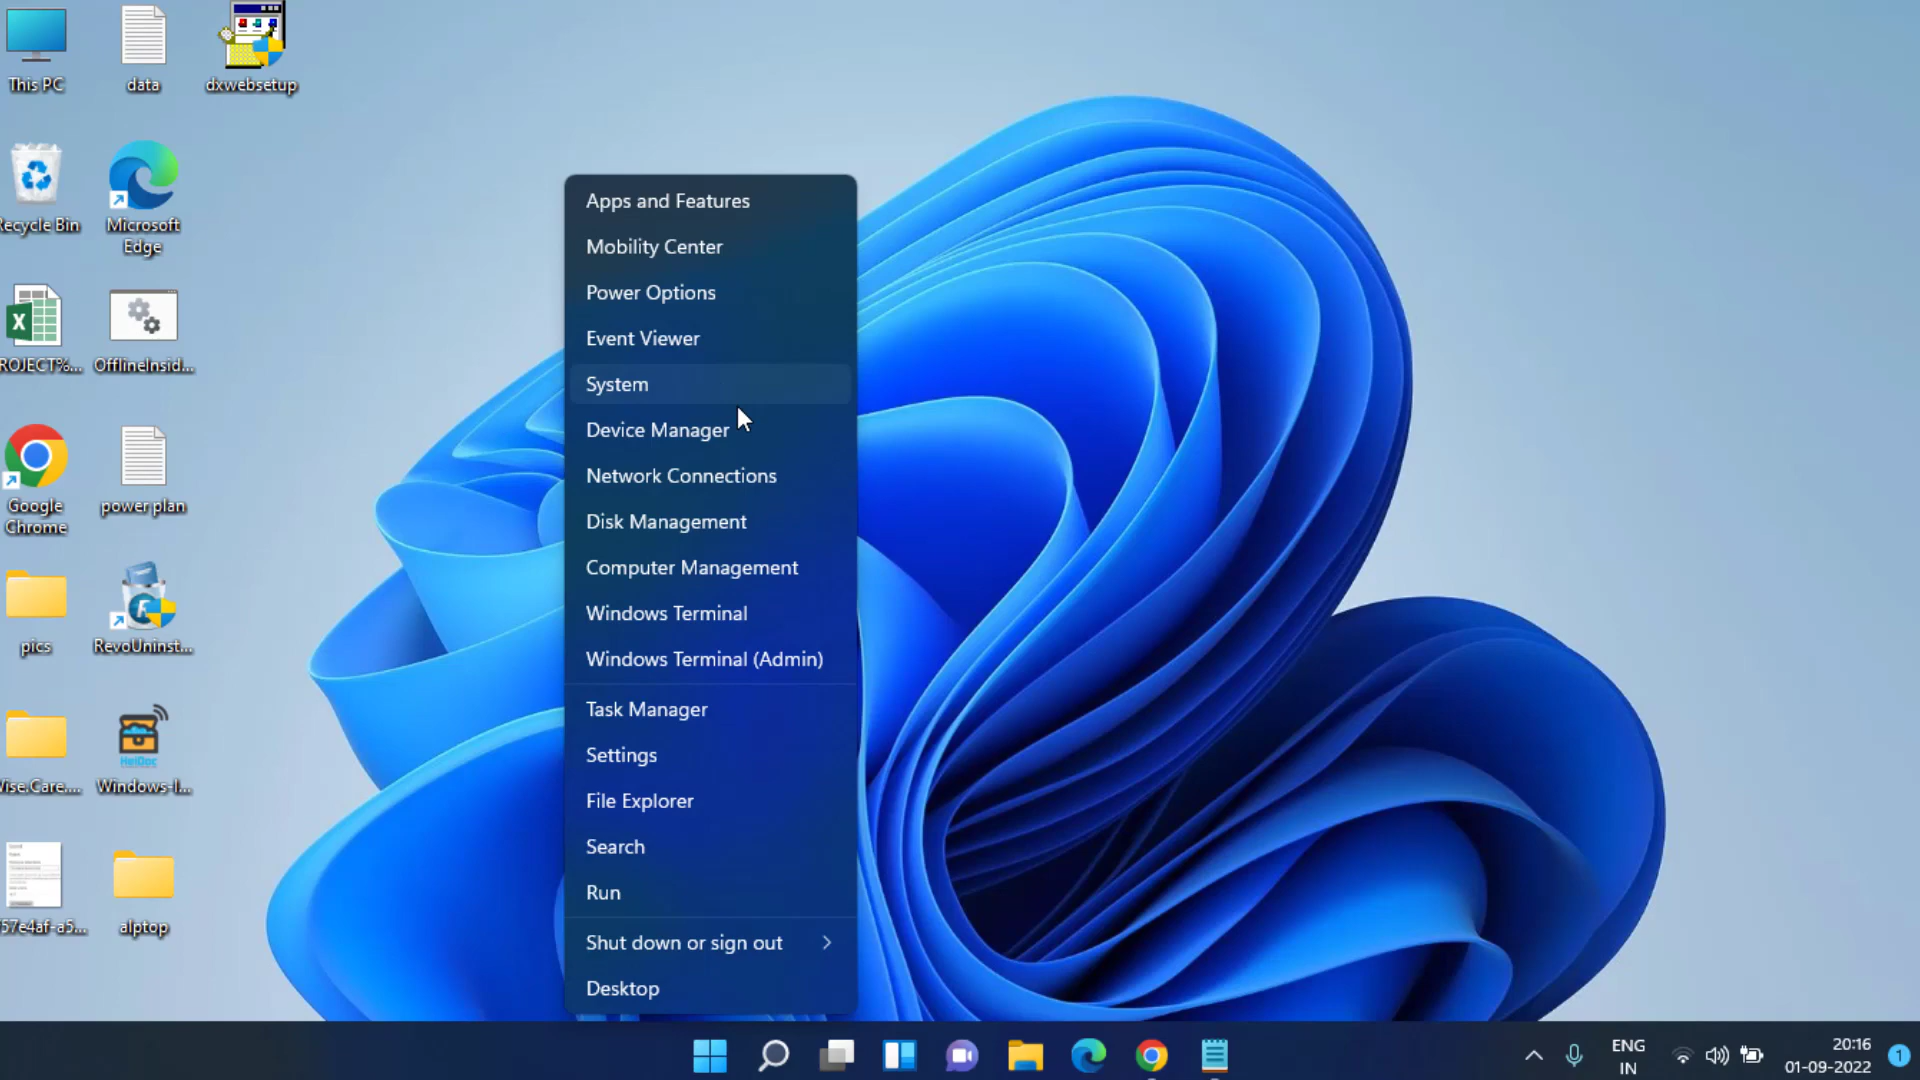 This PC
data
dxwebsetup
Recycle Bin
Microsoft
Edge
ROJECT%...
OfflineInsid...
Google
Chrome
power plan
pics
RevoUninst...
Wise.Care....
HeiDoc
Windows-I...
57e4af-a5...
alptop
Apps and Features
Mobility Center
Power Options
Event Viewer
System
Device Manager
Network Connections
Disk Management
Computer Management
Windows Terminal
Windows Terminal (Admin)
Task Manager
Settings
File Explorer
Search
Run
Shut down or sign out
Desktop
ENG
IN
20:16
01-09-2022
1